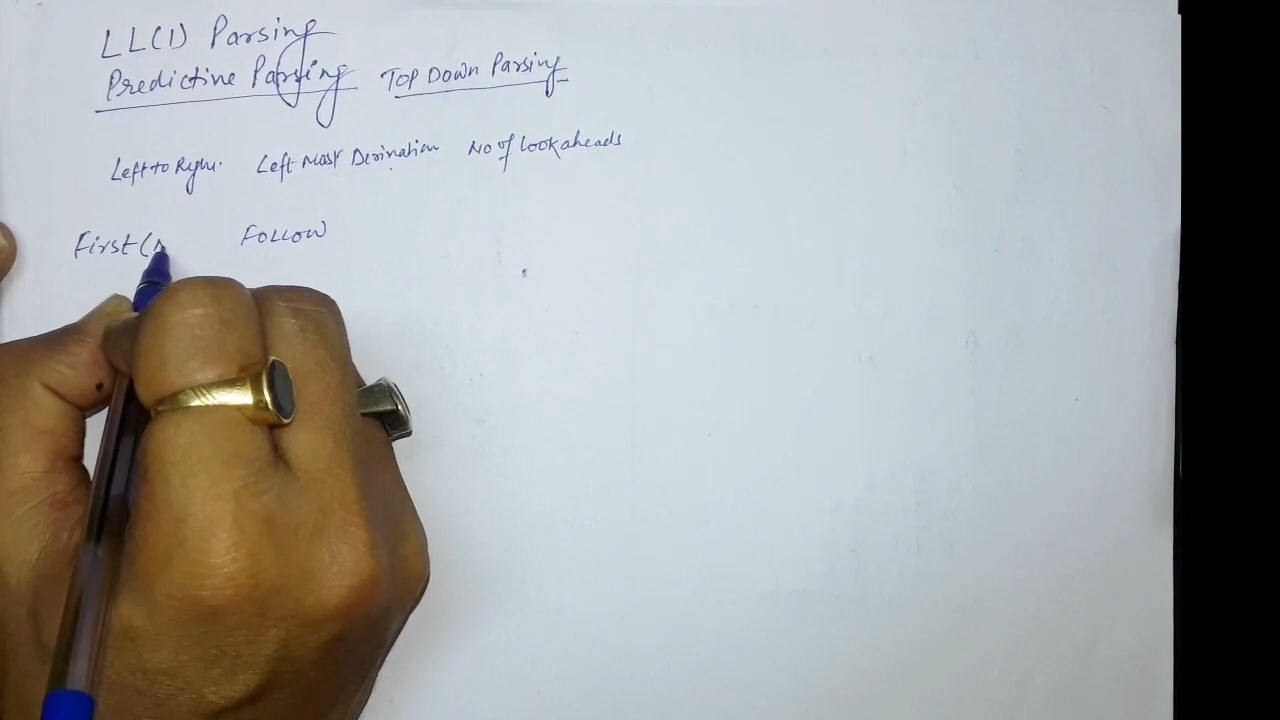 LL(1) Parsing
Predictive Parsing TOP DOWN Parsing
Left to Right. Left Most Derivation No of lookaheads
First(A FOLLOW